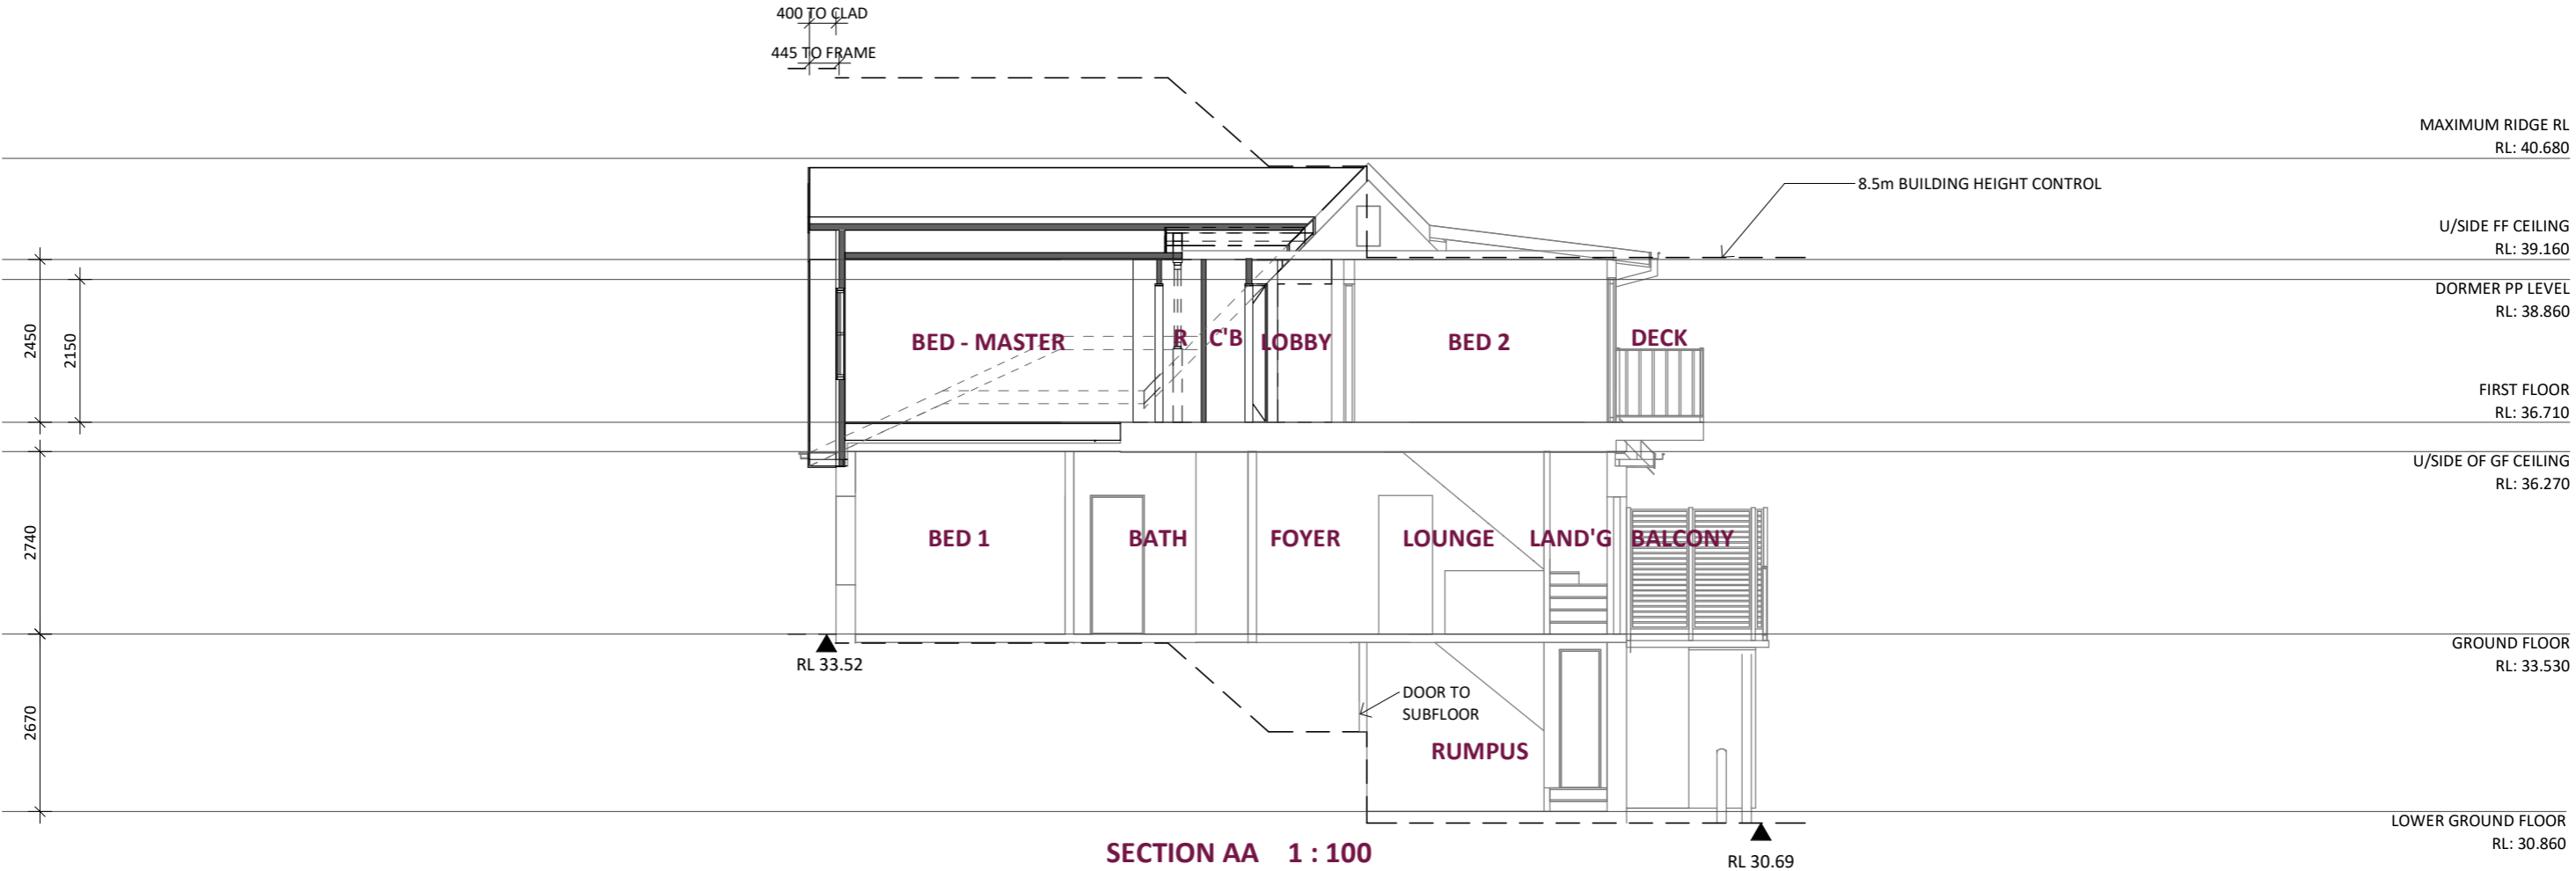 400 TO CLAD
445 TO FRAME
MAXIMUM RIDGE RL
RL: 40.680
8.5m BUILDING HEIGHT CONTROL
U/SIDE FF CEILING
RL: 39.160
DORMER PP LEVEL
RL: 38.860
2450
2150
BED - MASTER
R
C'B
LOBBY
BED 2
DECK
FIRST FLOOR
RL: 36.710
U/SIDE OF GF CEILING
RL: 36.270
2740
BED 1
BATH
FOYER
LOUNGE
LAND'G
BALCONY
GROUND FLOOR
RL: 33.530
RL 33.52
2670
DOOR TO
SUBFLOOR
RUMPUS
LOWER GROUND FLOOR
RL: 30.860
SECTION AA 1 : 100
RL 30.69